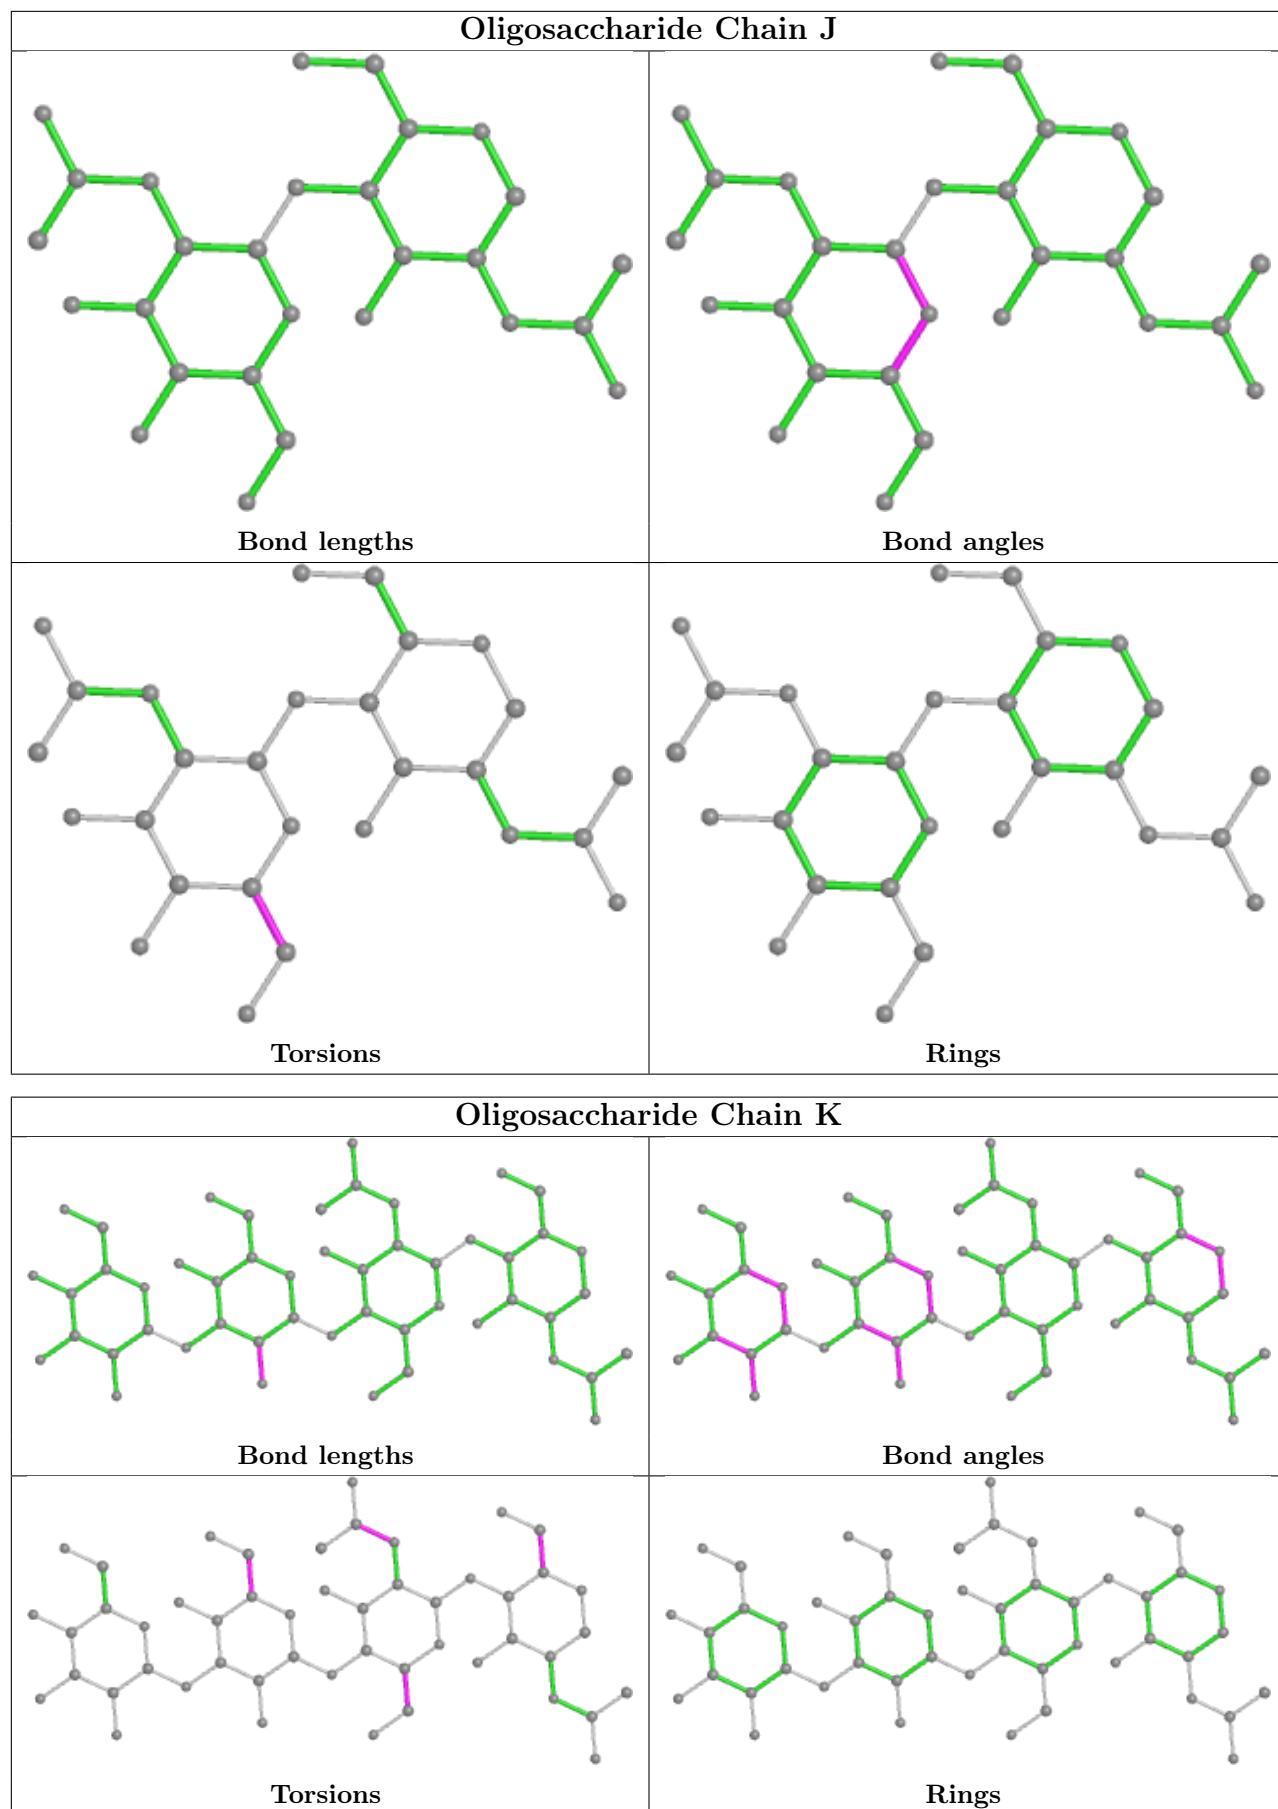 Oligosaccharide Chain J
Bond lengths
Bond angles
Torsions
Rings
Oligosaccharide Chain K
Bond lengths
Bond angles
Torsions
Rings